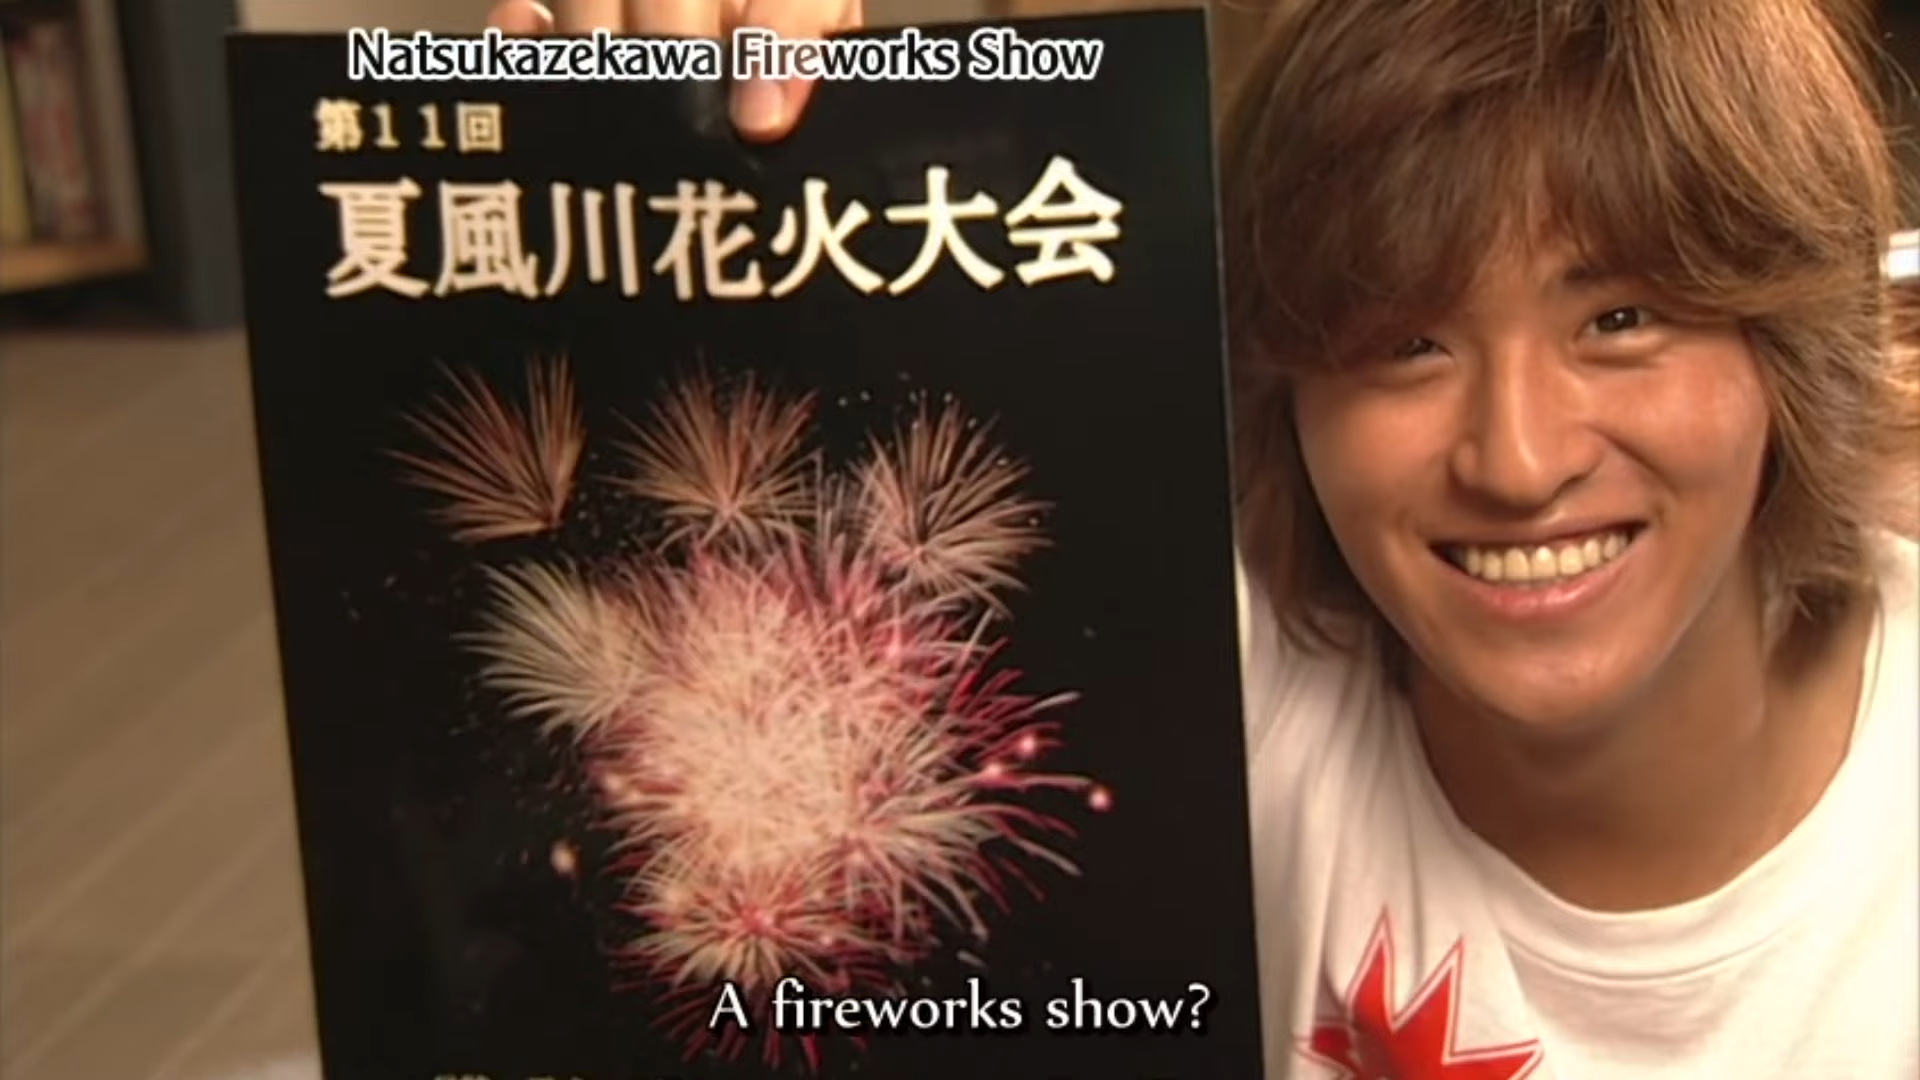 Natsukazekawa Fireworks Show
第11回
夏風川花火大会
A fireworks show?